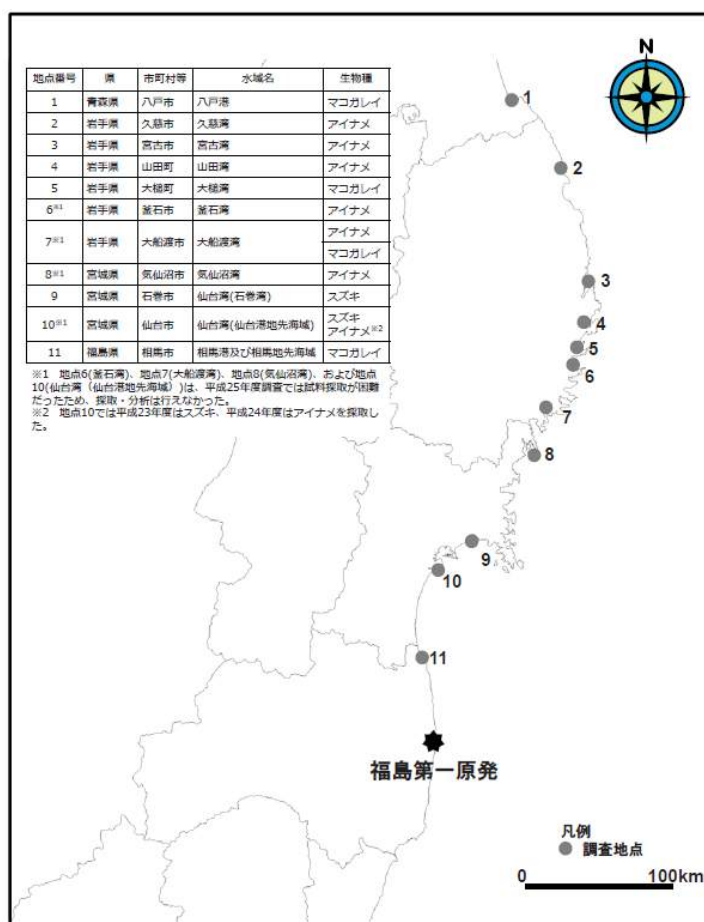 N
地点番号 県 市町村等 水域名 生物種
1 青森県 八戸市 八戸港 マコガレイ
2 岩手県 久慈市 久慈湾 アイナメ
3 岩手県 宮古市 宮古湾 アイナメ
4 岩手県 山田町 山田湾 アイナメ
5 岩手県 大槌町 大槌湾 マコガレイ
6※1 岩手県 釜石市 釜石湾 アイナメ
7※1 岩手県 大船渡市 大船渡湾 アイナメ
マコガレイ
8※1 宮城県 気仙沼市 気仙沼湾 アイナメ
9 宮城県 石巻市 仙台湾(石巻湾) スズキ
10※1 宮城県 仙台市 仙台湾(仙台港地先海域) スズキ
アイナメ※2
11 福島県 相馬市 相馬港及び相馬地先海域 マコガレイ
※1 地点6(釜石湾)、地点7(大船渡湾)、地点8(気仙沼湾)、および地点
10(仙台湾（仙台港地先海域）)は、平成25年度調査では試料採取が困難
だったため、採取・分析は行えなかった。
※2 地点10では平成23年度はスズキ、平成24年度はアイナメを採取し
た。
1
2
3
4
5
6
7
8
9
10
11
福島第一原発
凡例
調査地点
0 100km